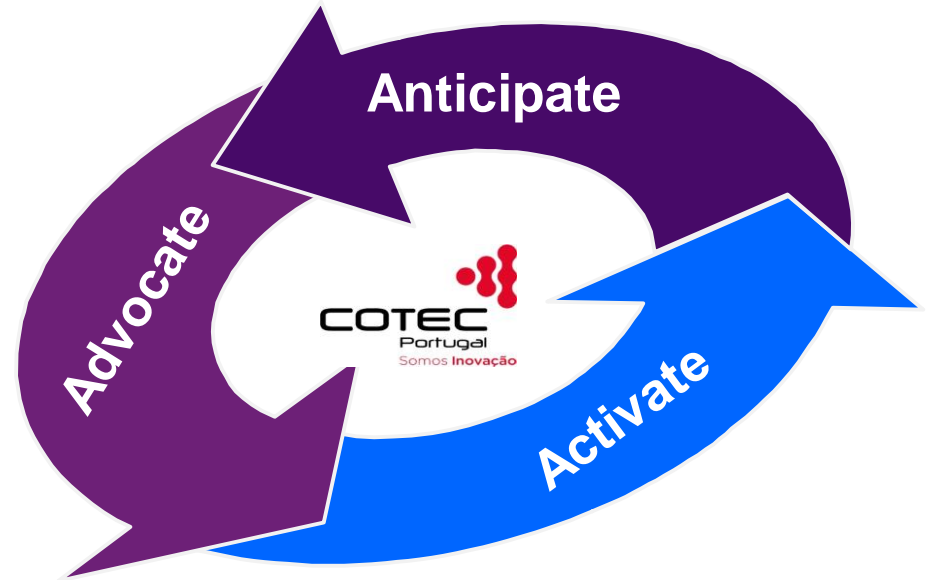 Anticipate
Advocate
COTEC
Portugal
Somos Inovação
Activate